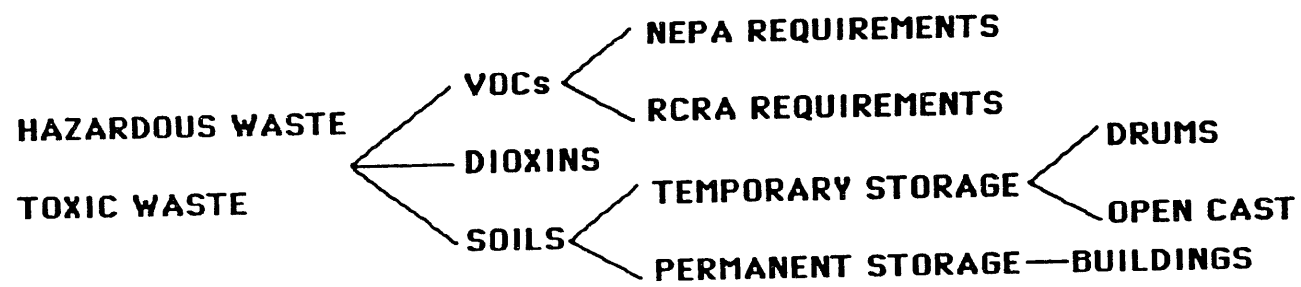 HAZARDOUS WASTE
TOXIC WASTE
VOCs
NEPA REQUIREMENTS
RCRA REQUIREMENTS
DIOXINS
SOILS
TEMPORARY STORAGE
DRUMS
OPEN CAST
PERMANENT STORAGE
BUILDINGS